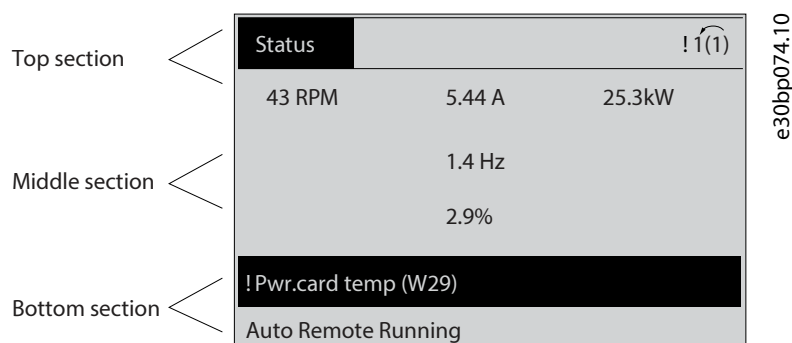 Top section
Middle section
Bottom section
Status
! 1(1)
43 RPM 5.44 A 25.3kW
1.4 Hz
2.9%
! Pwr.card temp (W29)
Auto Remote Running
e30bp074.10